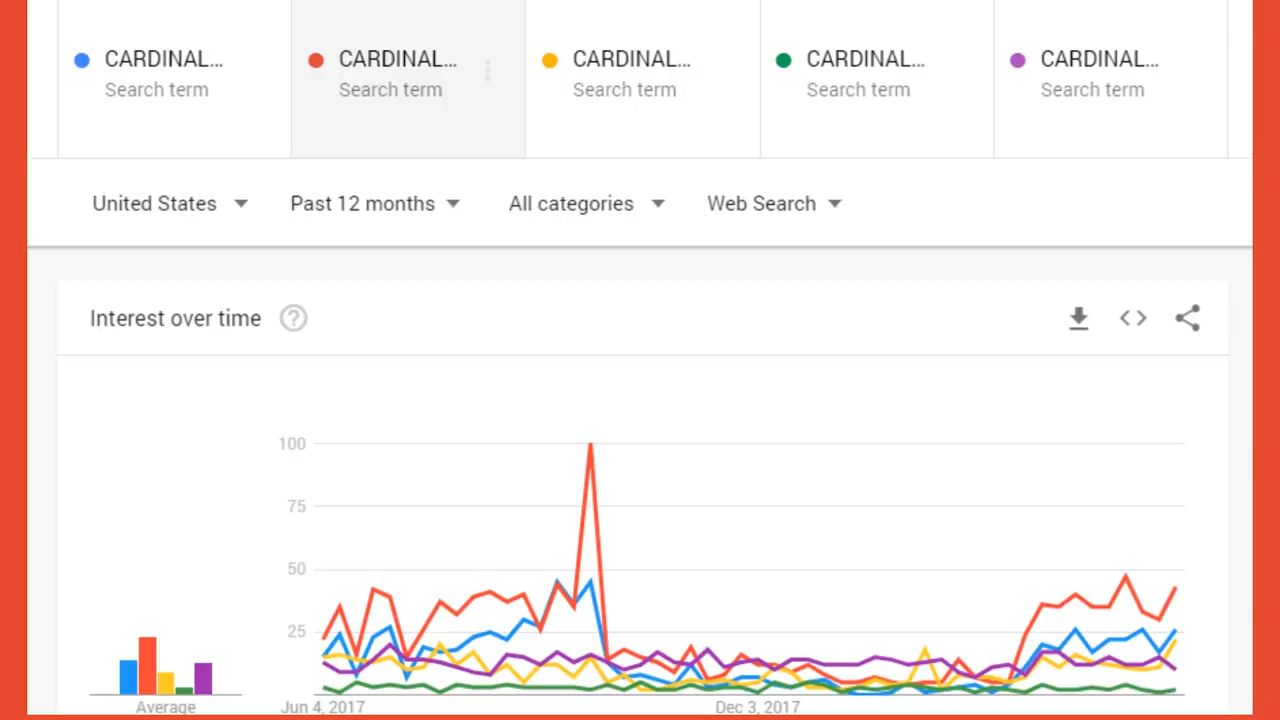 CARDINAL... CARDINAL... CARDINAL... CARDINAL... CARDINAL...
Search term Search term Search term Search term Search term
United States Past 12 months All categories Web Search
Interest over time ?
100
75
50
25
Average Jun 4, 2017 Dec 3, 2017